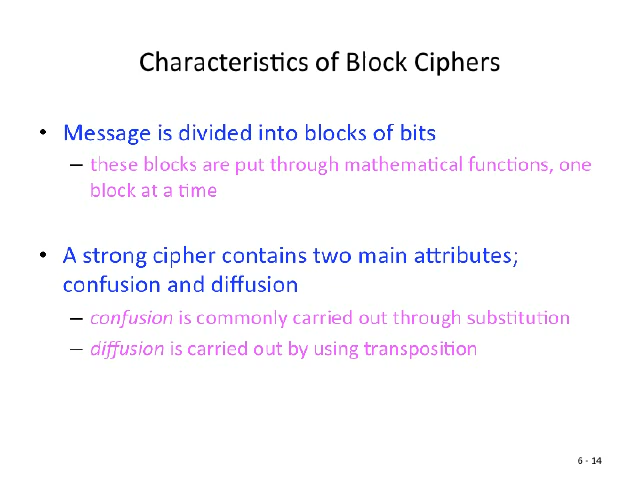 Characteristics of Block Ciphers
• Message is divided into blocks of bits
– these blocks are put through mathematical functions, one
block at a time
• A strong cipher contains two main attributes;
confusion and diffusion
– confusion is commonly carried out through substitution
– diffusion is carried out by using transposition
6 - 14